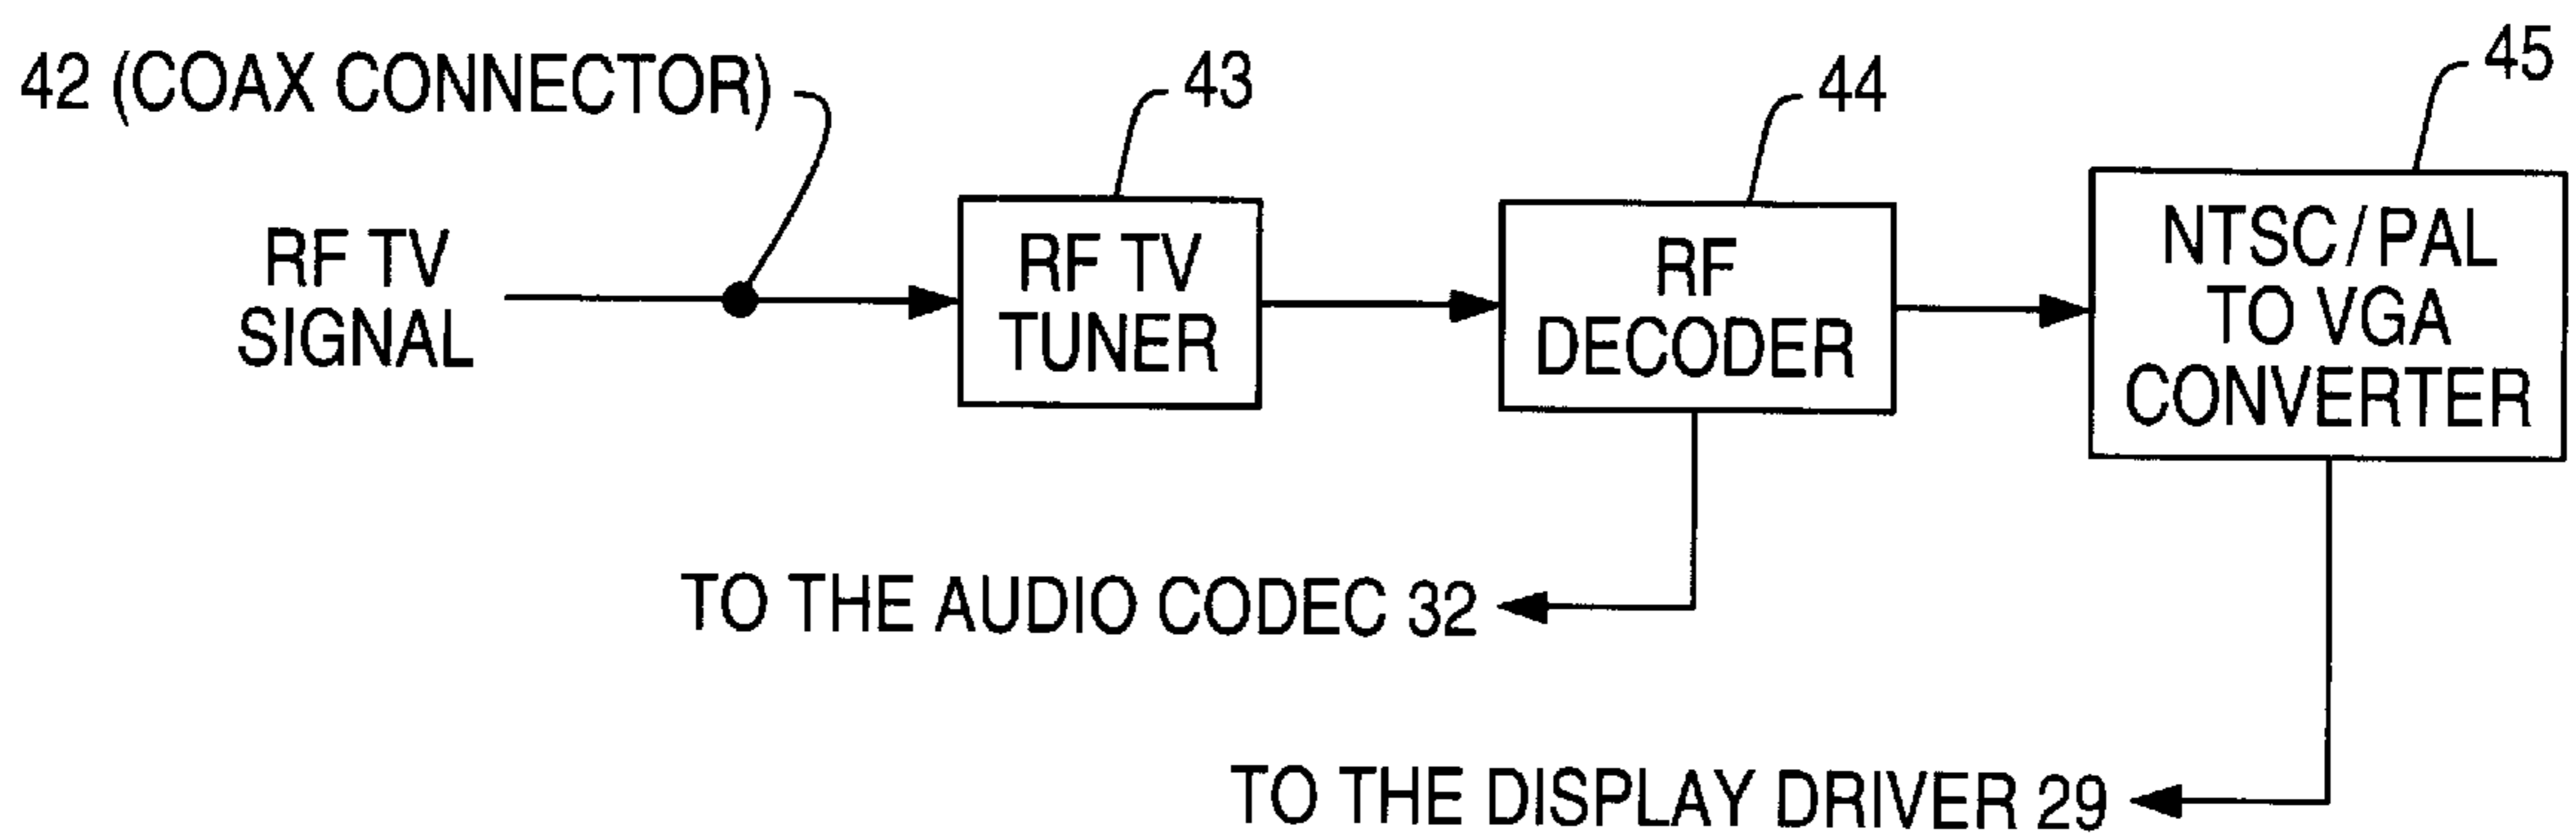 42 (COAX CONNECTOR)
43
44
45
RF TV
SIGNAL
RF TV
TUNER
RF
DECODER
NTSC/PAL
TO VGA
CONVERTER
TO THE AUDIO CODEC 32
TO THE DISPLAY DRIVER 29